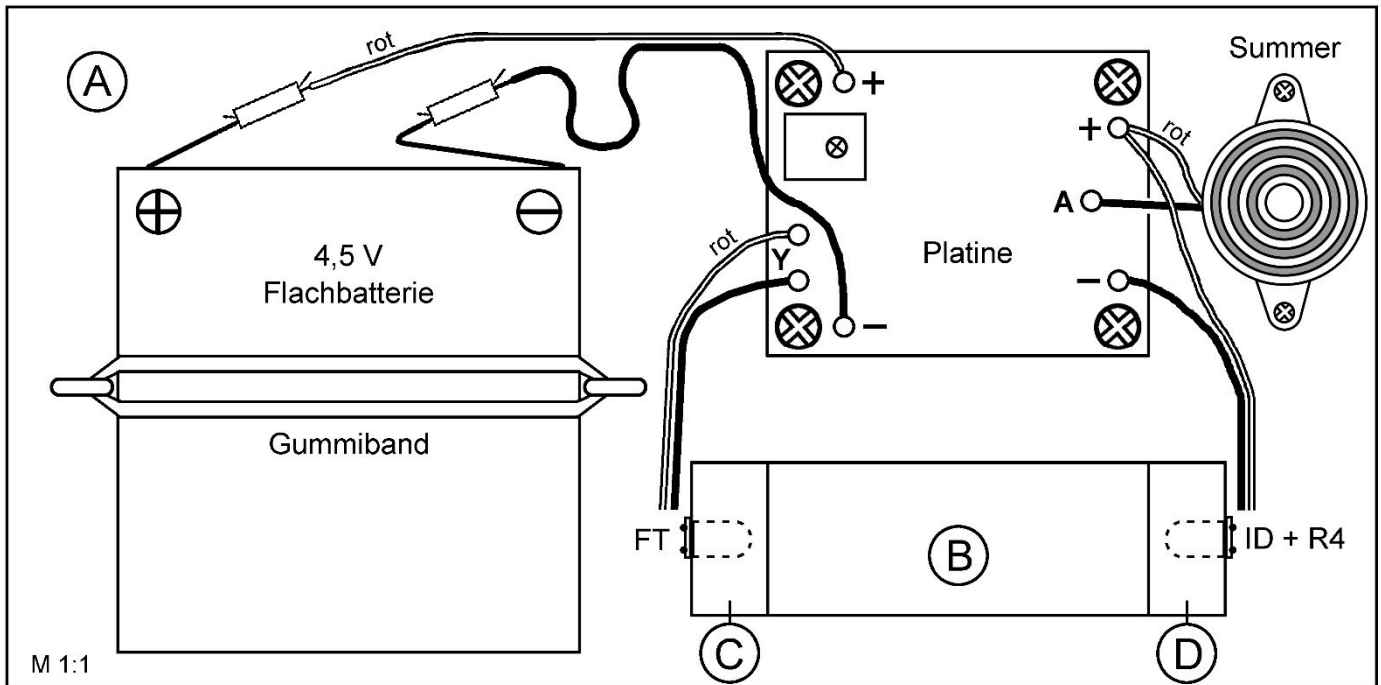 A
rot
+
Summer
+
rot
A
4,5 V
Flachbatterie
rot
Y
Platine
−
−
Gummiband
FT
B
ID + R4
C
D
M 1:1